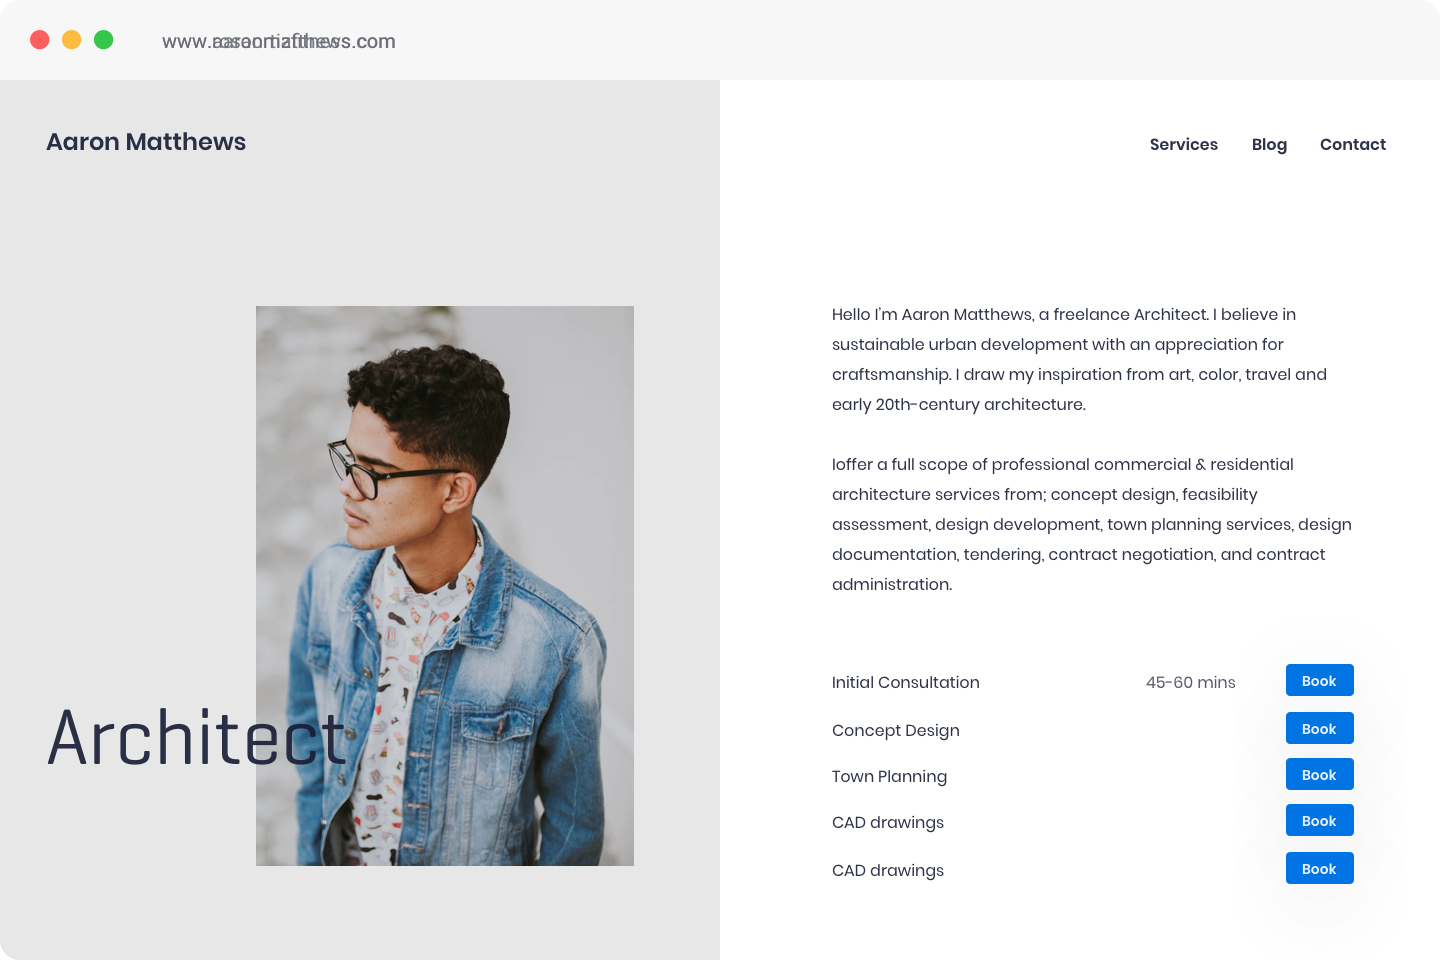 Aaron Matthews
Services Blog Contact
Architect
Hello I'm Aaron Matthews, a freelance Architect. I believe in
sustainable urban development with an appreciation for
craftsmanship. I draw my inspiration from art, color, travel and
early 20th-century architecture.
Ioffer a full scope of professional commercial & residential
architecture services from; concept design, feasibility
assessment, design development, town planning services, design
documentation, tendering, contract negotiation, and contract
administration.
Initial Consultation 45-60 mins Book
Concept Design Book
Town Planning Book
CAD drawings Book
CAD drawings Book